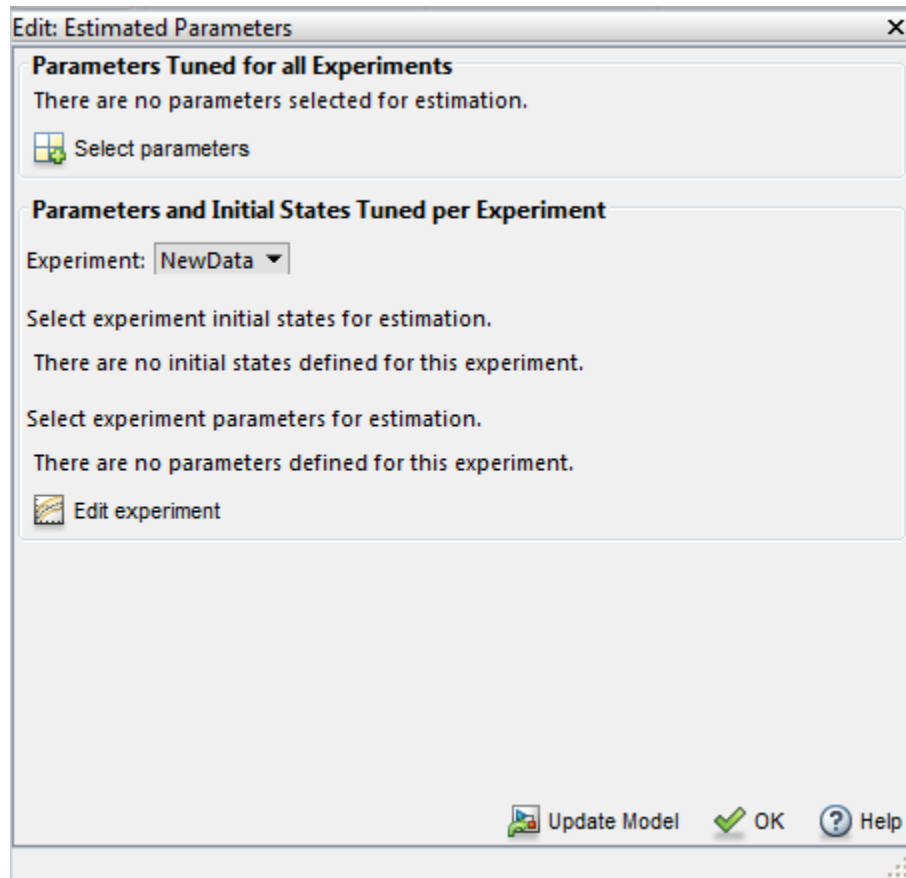 Edit: Estimated Parameters
Parameters Tuned for all Experiments
There are no parameters selected for estimation.
Select parameters
Parameters and Initial States Tuned per Experiment
Experiment: NewData
Select experiment initial states for estimation.
There are no initial states defined for this experiment.
Select experiment parameters for estimation.
There are no parameters defined for this experiment.
Edit experiment
Update Model OK Help